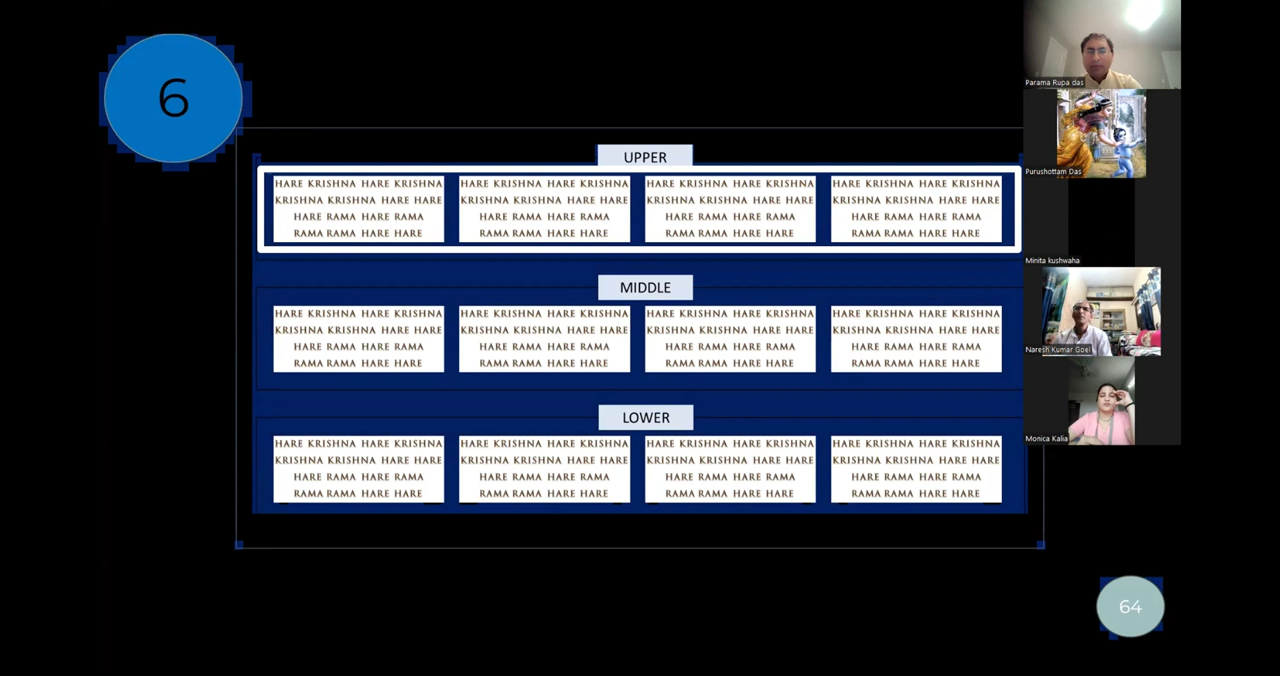 6
UPPER
HARE KRISHNA HARE KRISHNA
KRISHNA KRISHNA HARE HARE
HARE RAMA HARE RAMA
RAMA RAMA HARE HARE
HARE KRISHNA HARE KRISHNA
KRISHNA KRISHNA HARE HARE
HARE RAMA HARE RAMA
RAMA RAMA HARE HARE
HARE KRISHNA HARE KRISHNA
KRISHNA KRISHNA HARE HARE
HARE RAMA HARE RAMA
RAMA RAMA HARE HARE
HARE KRISHNA HARE KRISHNA
KRISHNA KRISHNA HARE HARE
HARE RAMA HARE RAMA
RAMA RAMA HARE HARE
MIDDLE
HARE KRISHNA HARE KRISHNA
KRISHNA KRISHNA HARE HARE
HARE RAMA HARE RAMA
RAMA RAMA HARE HARE
HARE KRISHNA HARE KRISHNA
KRISHNA KRISHNA HARE HARE
HARE RAMA HARE RAMA
RAMA RAMA HARE HARE
HARE KRISHNA HARE KRISHNA
KRISHNA KRISHNA HARE HARE
HARE RAMA HARE RAMA
RAMA RAMA HARE HARE
HARE KRISHNA HARE KRISHNA
KRISHNA KRISHNA HARE HARE
HARE RAMA HARE RAMA
RAMA RAMA HARE HARE
LOWER
HARE KRISHNA HARE KRISHNA
KRISHNA KRISHNA HARE HARE
HARE RAMA HARE RAMA
RAMA RAMA HARE HARE
HARE KRISHNA HARE KRISHNA
KRISHNA KRISHNA HARE HARE
HARE RAMA HARE RAMA
RAMA RAMA HARE HARE
HARE KRISHNA HARE KRISHNA
KRISHNA KRISHNA HARE HARE
HARE RAMA HARE RAMA
RAMA RAMA HARE HARE
HARE KRISHNA HARE KRISHNA
KRISHNA KRISHNA HARE HARE
HARE RAMA HARE RAMA
RAMA RAMA HARE HARE
64
Parama Rupa das
Purushottam Das
Minita kushwaha
Naresh Kumar Goel
Monica Kalia